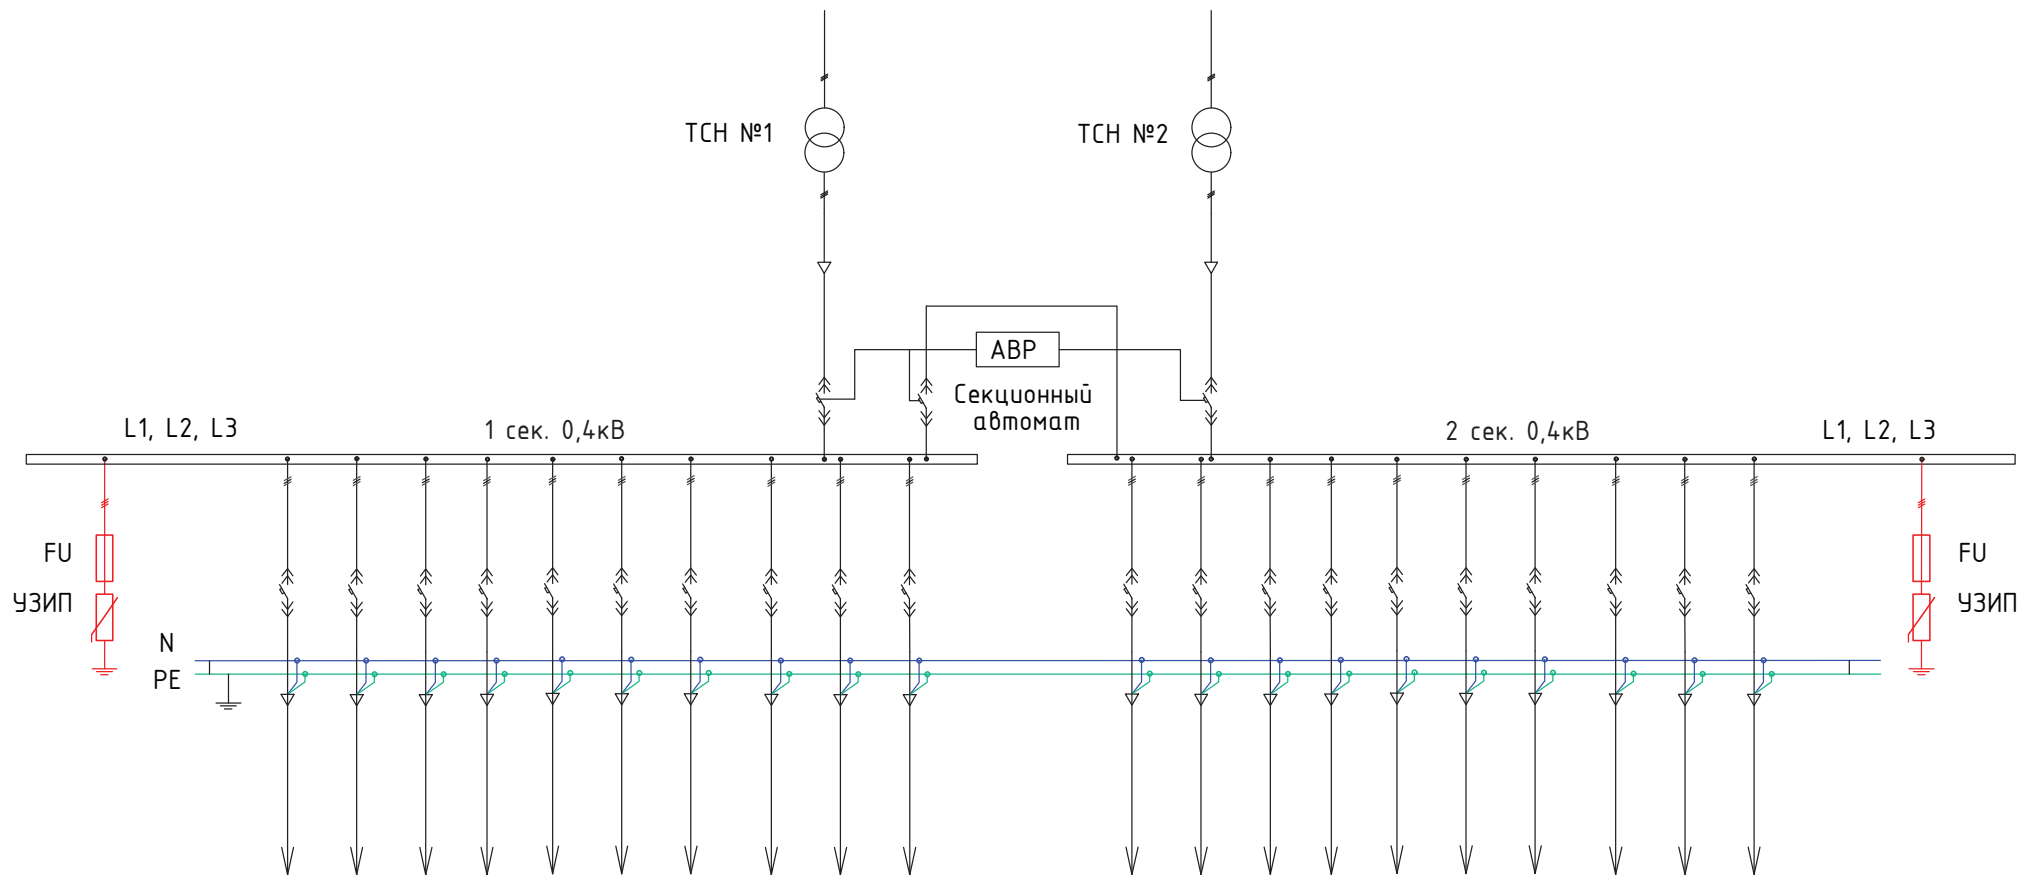 ТСН №1
ТСН №2
АВР
Секционный
автомат
L1, L2, L3
1 сек. 0,4кВ
2 сек. 0,4кВ
L1, L2, L3
FU
УЗИП
FU
УЗИП
N
PE